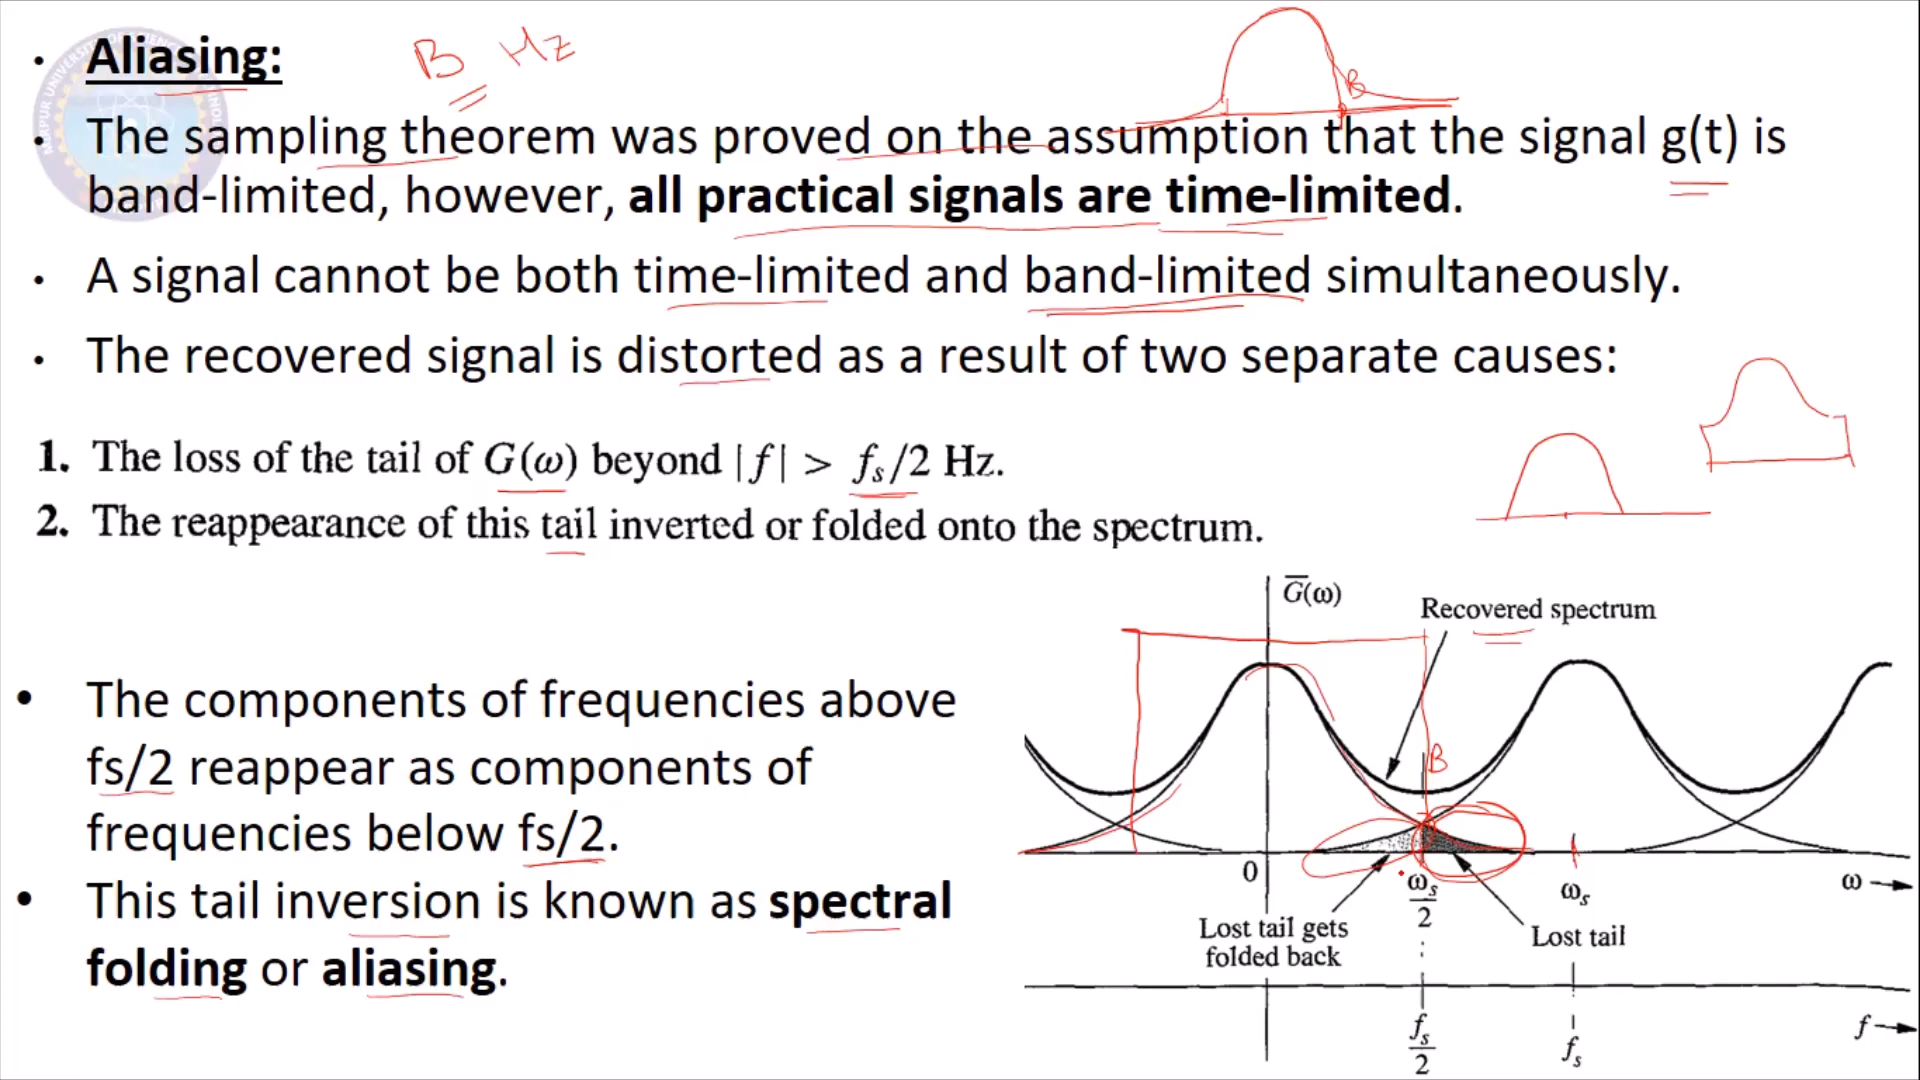 Aliasing:
B Hz
B
• The sampling theorem was proved on the assumption that the signal g(t) is
band-limited, however, all practical signals are time-limited.
• A signal cannot be both time-limited and band-limited simultaneously.
• The recovered signal is distorted as a result of two separate causes:
1. The loss of the tail of G(ω) beyond |f| > fₛ/2 Hz.
2. The reappearance of this tail inverted or folded onto the spectrum.
• The components of frequencies above
fs/2 reappear as components of
frequencies below fs/2.
• This tail inversion is known as spectral
folding or aliasing.
G̅(ω)
Recovered spectrum
B
0
ωₛ/2
ωₛ
ω
Lost tail gets
folded back
Lost tail
fₛ/2
fₛ
f